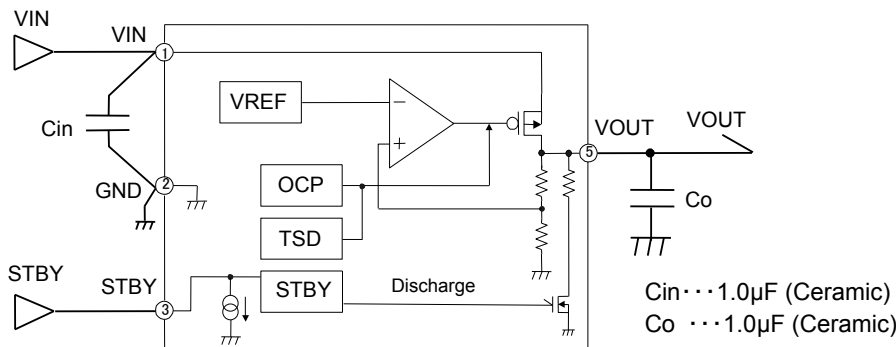 VIN
VIN
1
VREF
−
+
Cin
VOUT
5
VOUT
OCP
GND
2
Co
TSD
STBY
STBY
3
STBY
Discharge
Cin・・・1.0µF (Ceramic)
Co ・・・1.0µF (Ceramic)